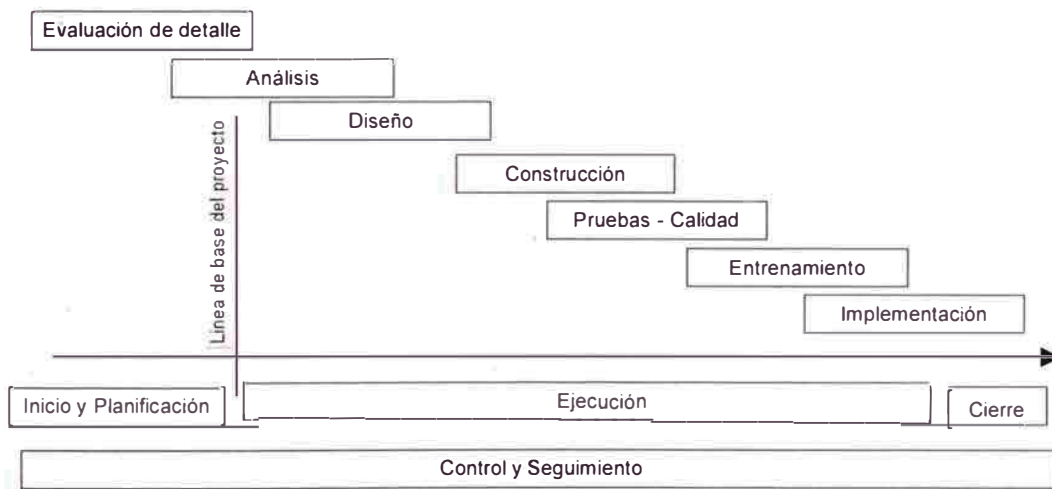 Evaluación de detalle
Análisis
Diseño
Construcción
Pruebas - Calidad
Entrenamiento
Implementación
Línea de base del proyecto
Inicio y Planificación
Ejecución
Cierre
Control y Seguimiento